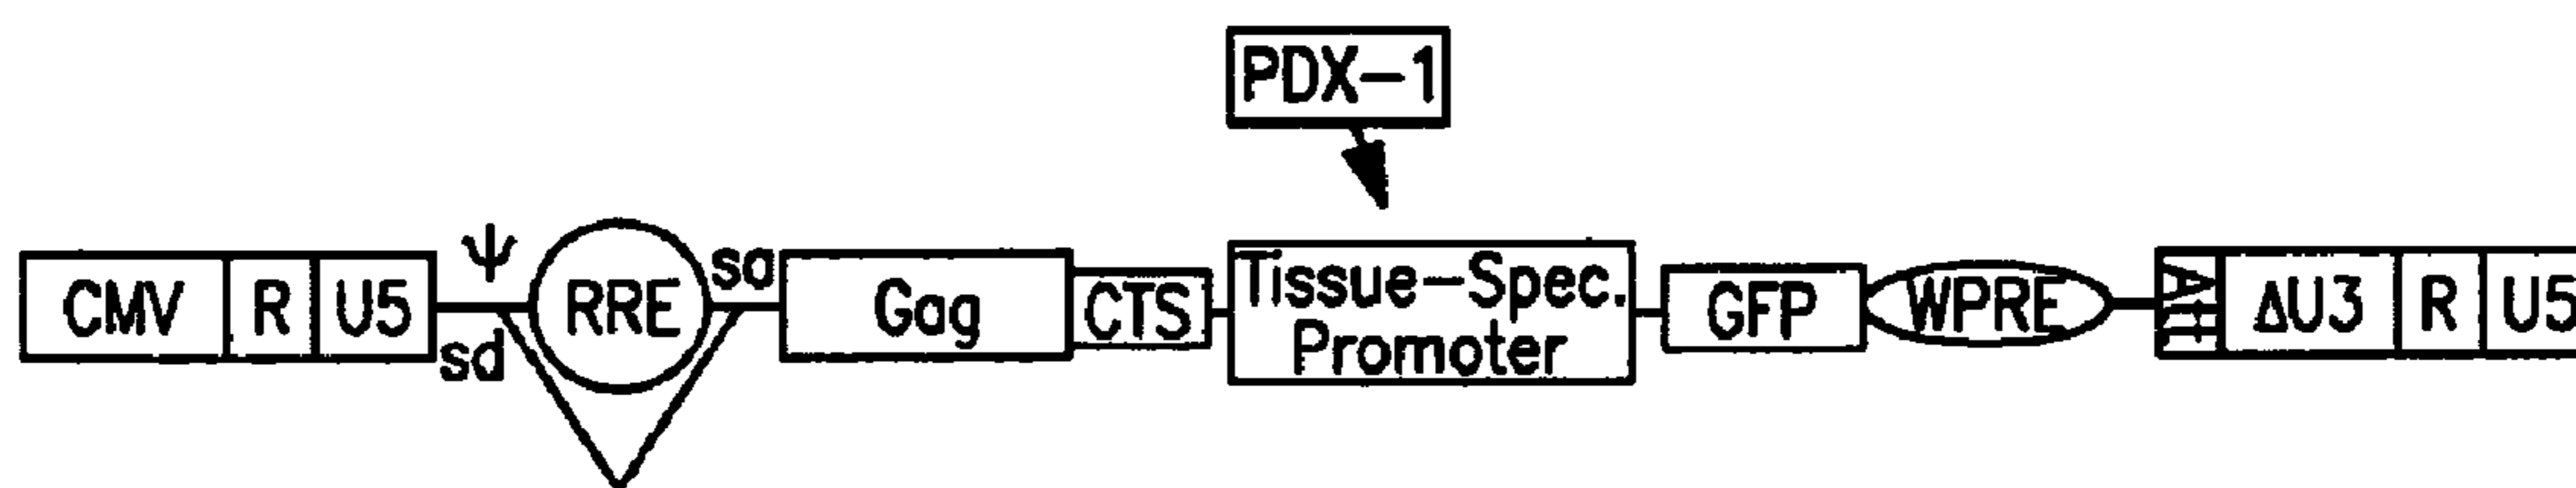 PDX-1
CMV R U5
ψ
sd
RRE
sa
Gag
CTS
Tissue-Spec.
Promoter
GFP
WPRE
Att
ΔU3 R U5